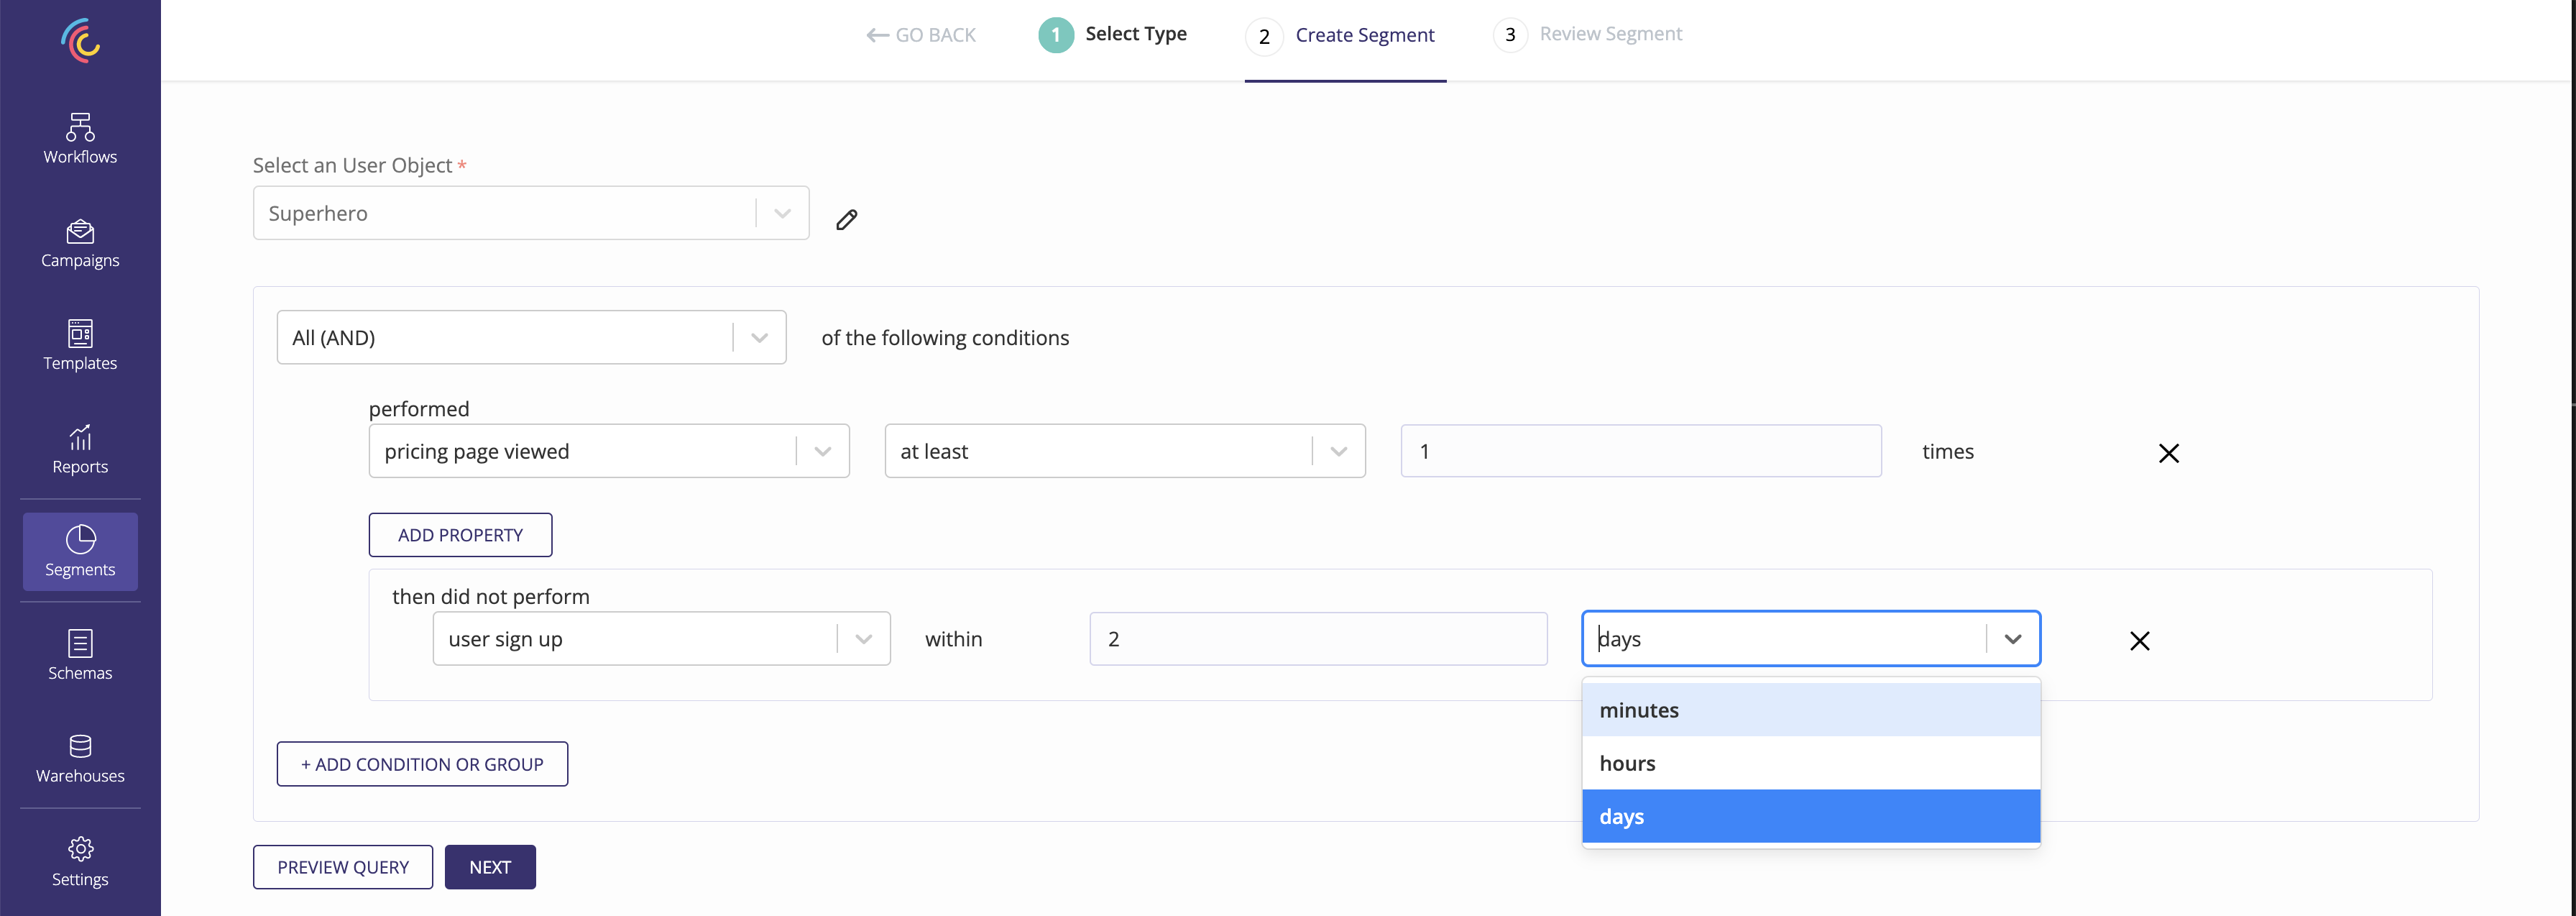 GO BACK
1 Select Type
2 Create Segment
3 Review Segment
Workflows
Campaigns
Templates
Reports
Segments
Schemas
Warehouses
Settings
Select an User Object *
Superhero
All (AND) of the following conditions
performed
pricing page viewed at least 1 times
ADD PROPERTY
then did not perform
user sign up within 2 days
minutes
hours
days
+ ADD CONDITION OR GROUP
PREVIEW QUERY NEXT